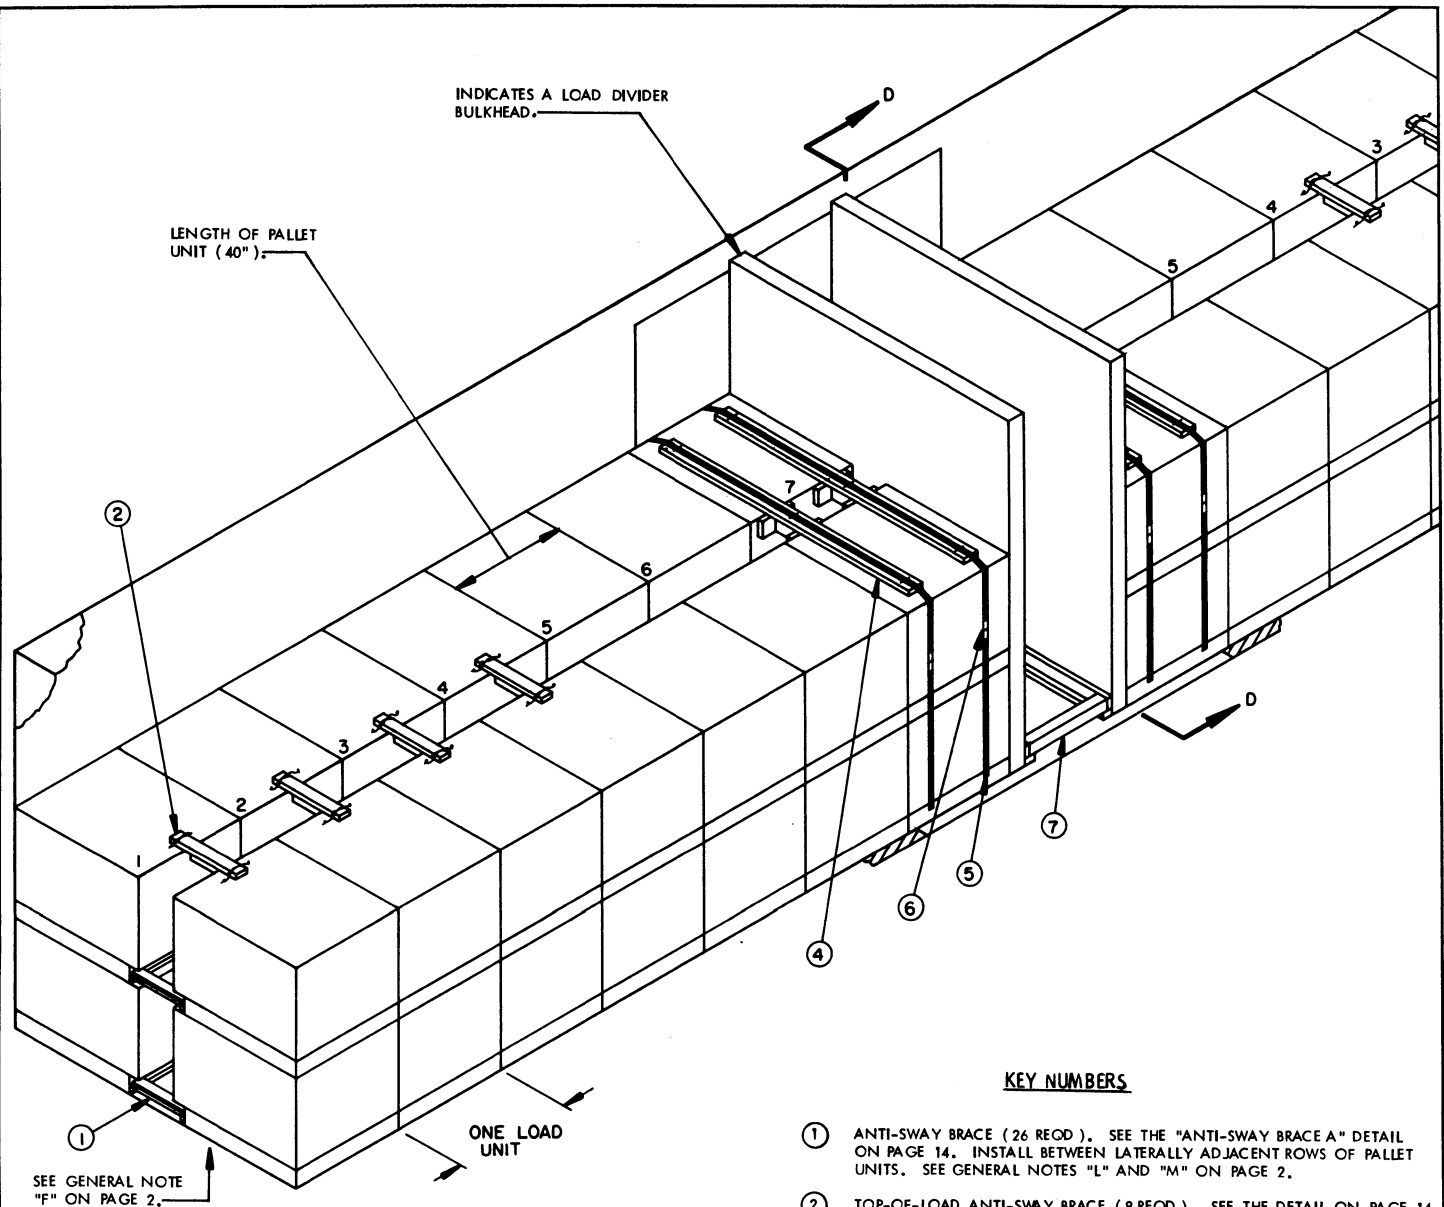 INDICATES A LOAD DIVIDER
BULKHEAD.
D
LENGTH OF PALLET
UNIT (40").
3
4
5
7
6
5
4
3
2
1
2
D
7
5
6
4
1
ONE LOAD
UNIT
SEE GENERAL NOTE
"F" ON PAGE 2.
KEY NUMBERS
1 ANTI-SWAY BRACE (26 REQD). SEE THE "ANTI-SWAY BRACE A" DETAIL
ON PAGE 14. INSTALL BETWEEN LATERALLY ADJACENT ROWS OF PALLET
UNITS. SEE GENERAL NOTES "L" AND "M" ON PAGE 2.
2 TOP-OF-LOAD ANTI-SWAY BRACE (8 REQD). SEE THE DETAIL ON PAGE 14